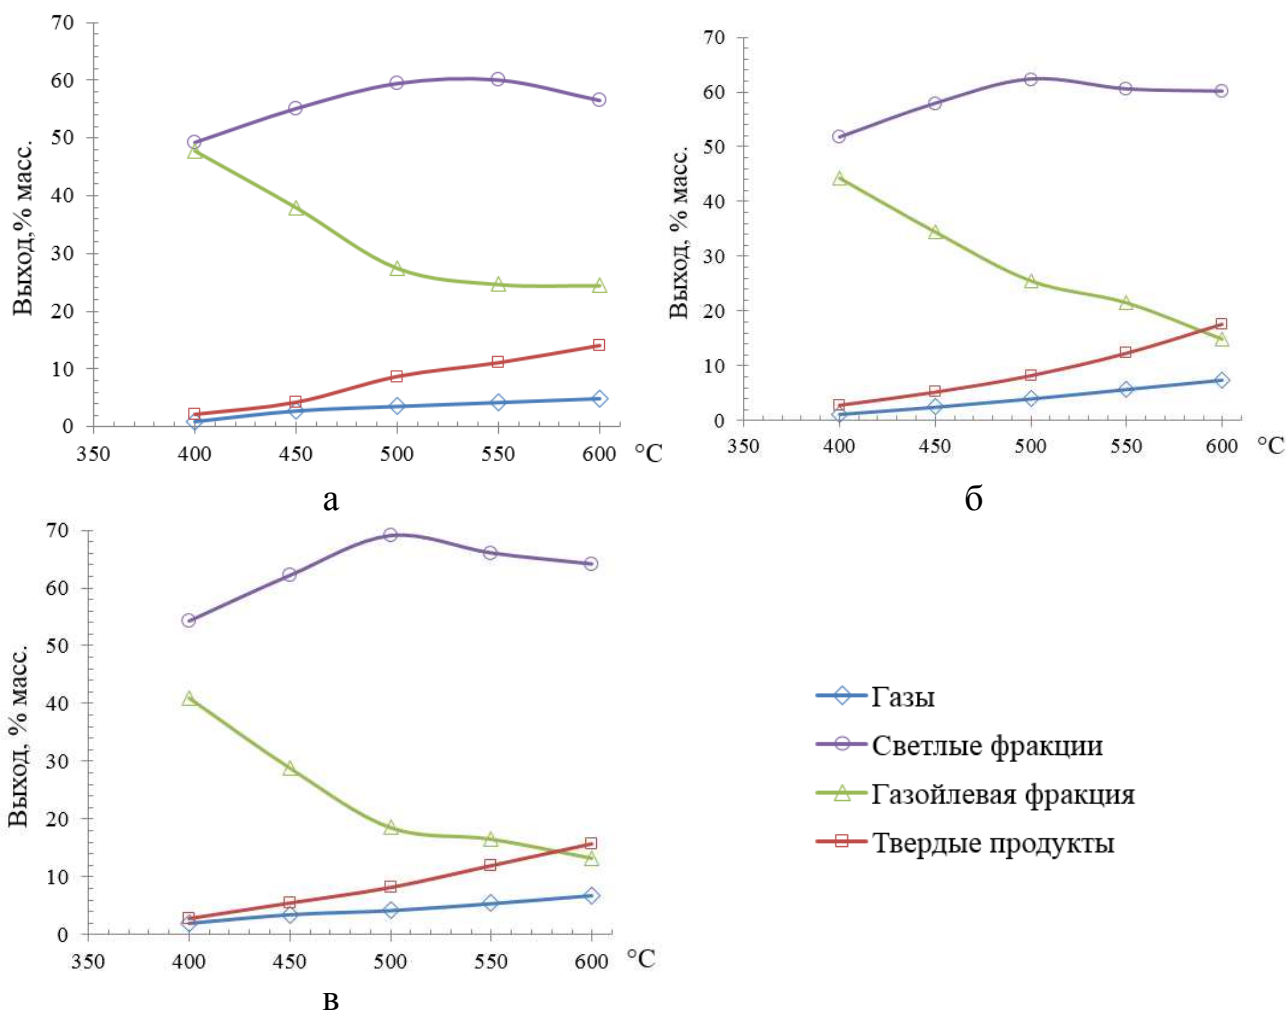 70
60
50
40
30
20
10
0
Выход,% масс.
350 400 450 500 550 600 °C
а
70
60
50
40
30
20
10
0
Выход, % масс.
350 400 450 500 550 600 °C
б
70
60
50
40
30
20
10
0
Выход, % масс.
350 400 450 500 550 600 °C
в
Газы
Светлые фракции
Газойлевая фракция
Твердые продукты